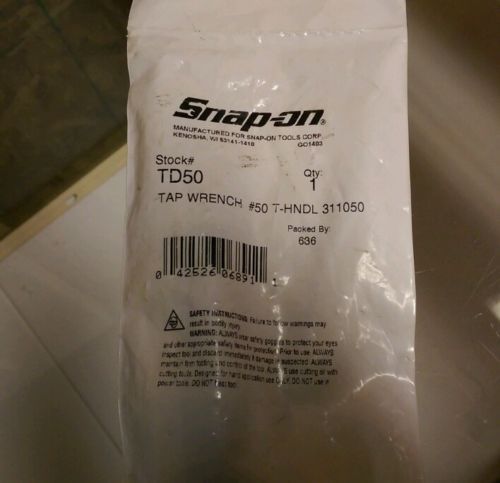 Snap-on®
MANUFACTURED FOR SNAP-ON TOOLS CORP.
KENOSHA, WI 53141-1410 GO1403
Stock# Qty:
TD50 1
TAP WRENCH #50 T-HNDL 311050
Packed By:
636
0 42526 06891 1
SAFETY INSTRUCTIONS: Failure to follow warnings may
result in bodily injury.
WARNING: ALWAYS wear safety goggles to protect your eyes
and other appropriate safety items for protection. Prior to use, ALWAYS
inspect tool and discard immediately if damage is suspected. ALWAYS
maintain firm footing and control of the tap. ALWAYS use cutting oil with
cutting tools. Designed for hand application use ONLY. DO NOT use in
power tools. DO NOT heat tool.